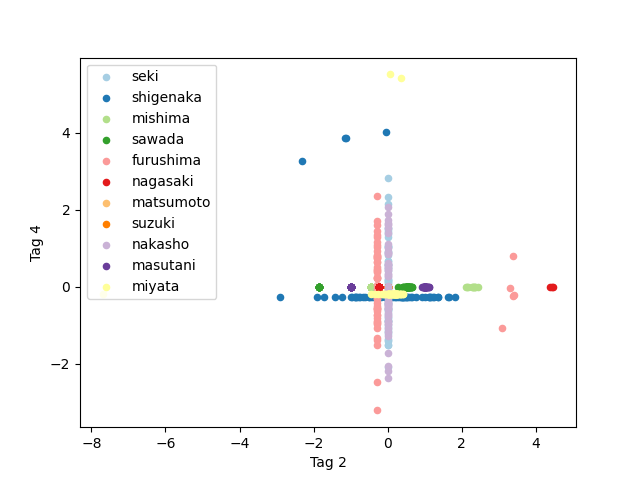 seki
shigenaka
mishima
sawada
furushima
nagasaki
matsumoto
suzuki
nakasho
masutani
miyata
Tag 4
4
2
0
−2
−8
−6
−4
−2
0
2
4
Tag 2